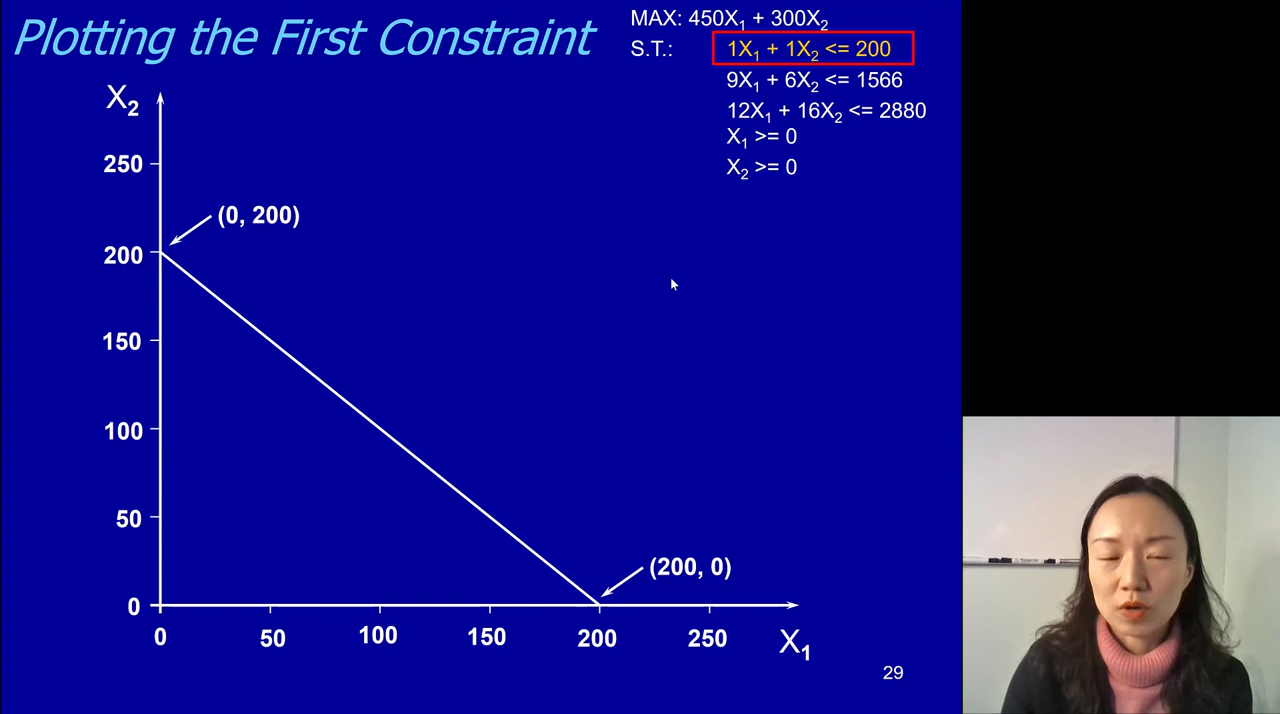 Plotting the First Constraint
MAX: 450X₁ + 300X₂
S.T.: 1X₁ + 1X₂ <= 200
9X₁ + 6X₂ <= 1566
12X₁ + 16X₂ <= 2880
X₁ >= 0
X₂ >= 0
X₂
250
(0, 200)
200
150
100
50
(200, 0)
0
0 50 100 150 200 250
X₁
29